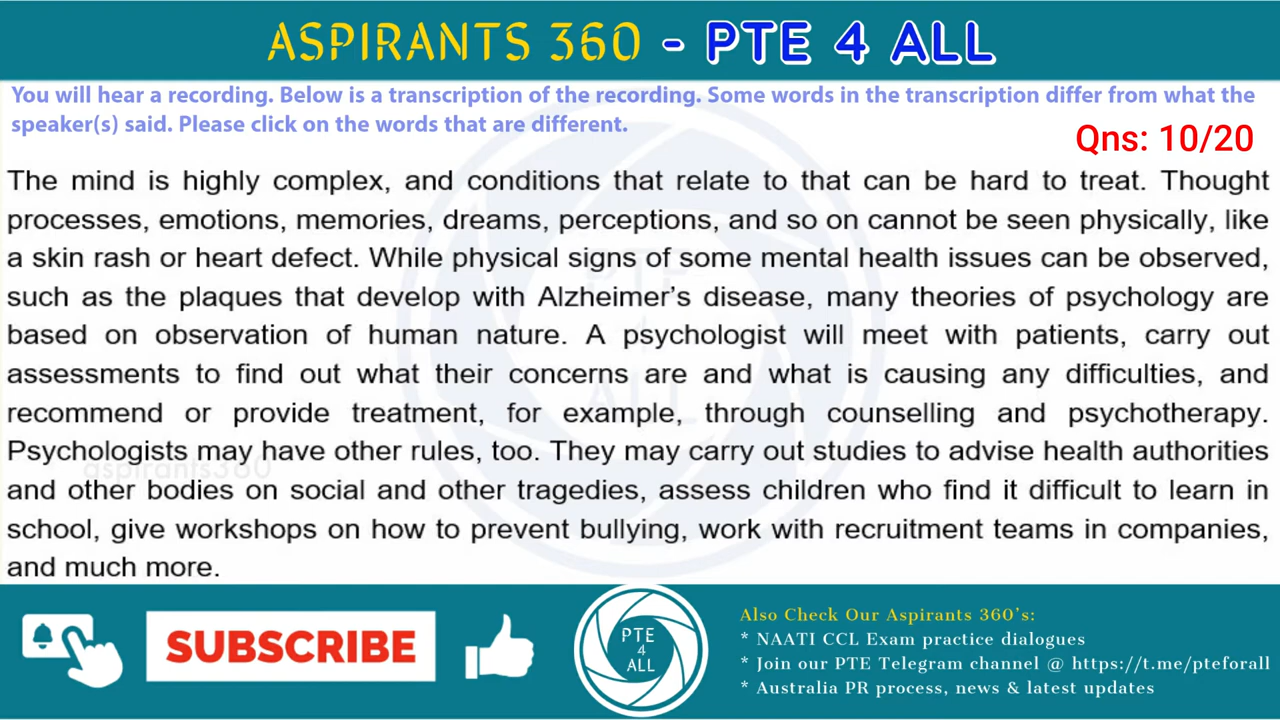 ASPIRANTS 360 - PTE 4 ALL
You will hear a recording. Below is a transcription of the recording. Some words in the transcription differ from what the
speaker(s) said. Please click on the words that are different.
Qns: 10/20
The mind is highly complex, and conditions that relate to that can be hard to treat. Thought
processes, emotions, memories, dreams, perceptions, and so on cannot be seen physically, like
a skin rash or heart defect. While physical signs of some mental health issues can be observed,
such as the plaques that develop with Alzheimer's disease, many theories of psychology are
based on observation of human nature. A psychologist will meet with patients, carry out
assessments to find out what their concerns are and what is causing any difficulties, and
recommend or provide treatment, for example, through counselling and psychotherapy.
Psychologists may have other rules, too. They may carry out studies to advise health authorities
and other bodies on social and other tragedies, assess children who find it difficult to learn in
school, give workshops on how to prevent bullying, work with recruitment teams in companies,
and much more.
aspirants360
PTE
4
ALL
SUBSCRIBE
PTE
4
ALL
Also Check Our Aspirants 360's:
* NAATI CCL Exam practice dialogues
* Join our PTE Telegram channel @ https://t.me/pteforall
* Australia PR process, news & latest updates